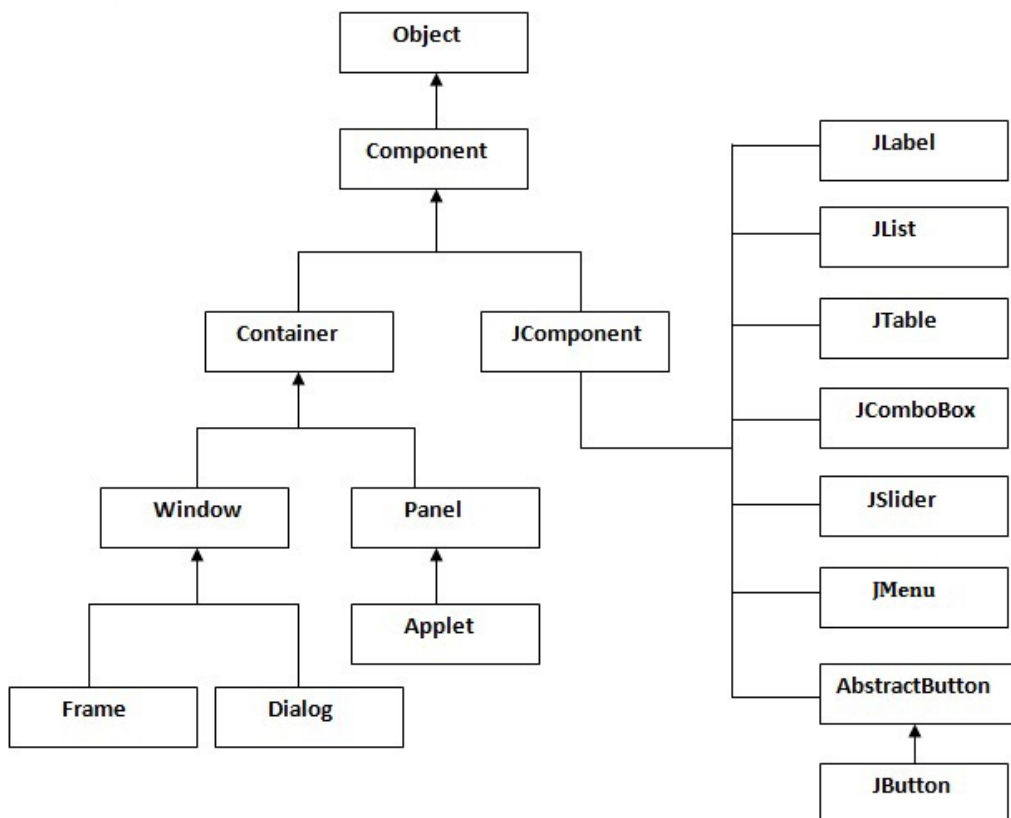 Object
Component
Container
JComponent
Window
Panel
Applet
Frame
Dialog
JLabel
JList
JTable
JComboBox
JSlider
JMenu
AbstractButton
JButton